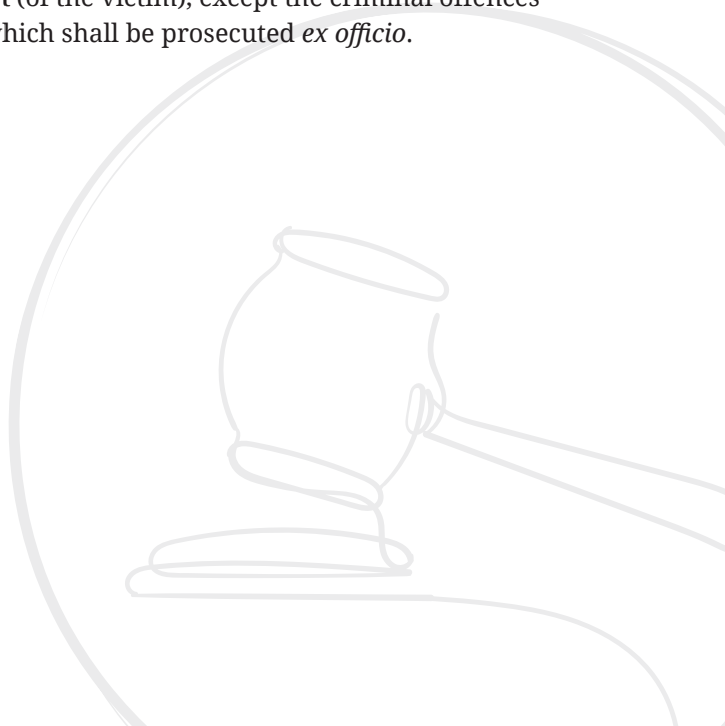 (of the victim), except the criminal offences
which shall be prosecuted ex officio.